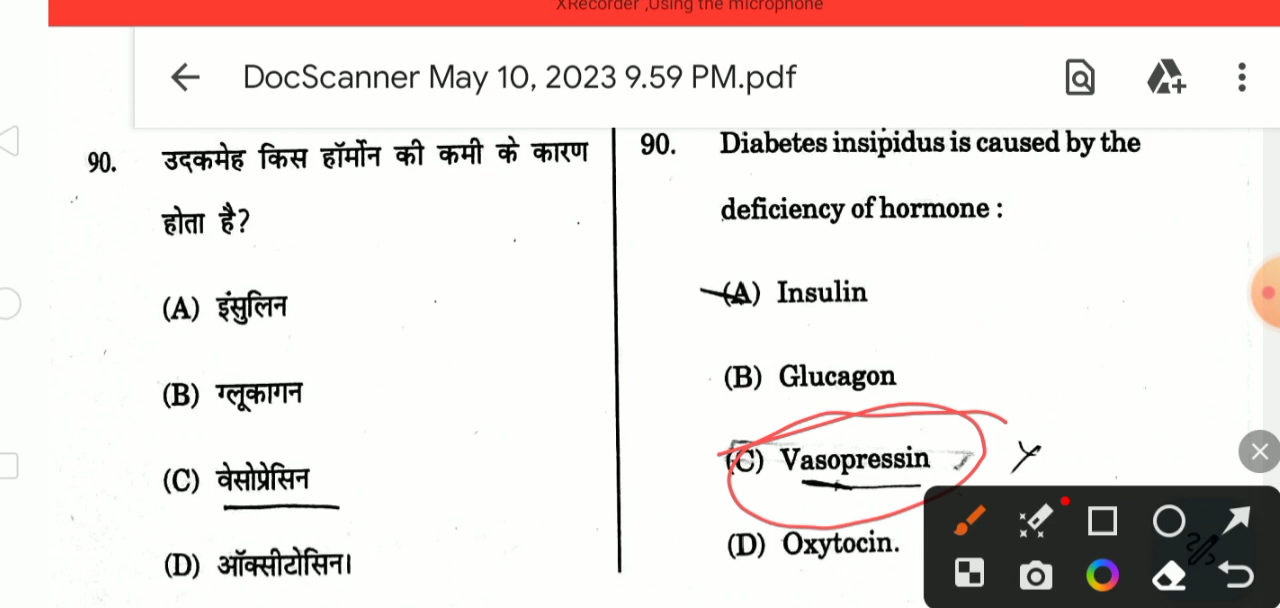 XRecorder ,Using the microphone
DocScanner May 10, 2023 9.59 PM.pdf
90. उदकमेह किस हॉर्मोन की कमी के कारण
होता है?
(A) इंसुलिन
(B) ग्लूकागन
(C) वेसोप्रेसिन
(D) ऑक्सीटोसिन।
90. Diabetes insipidus is caused by the
deficiency of hormone :
(A) Insulin
(B) Glucagon
(C) Vasopressin
(D) Oxytocin.